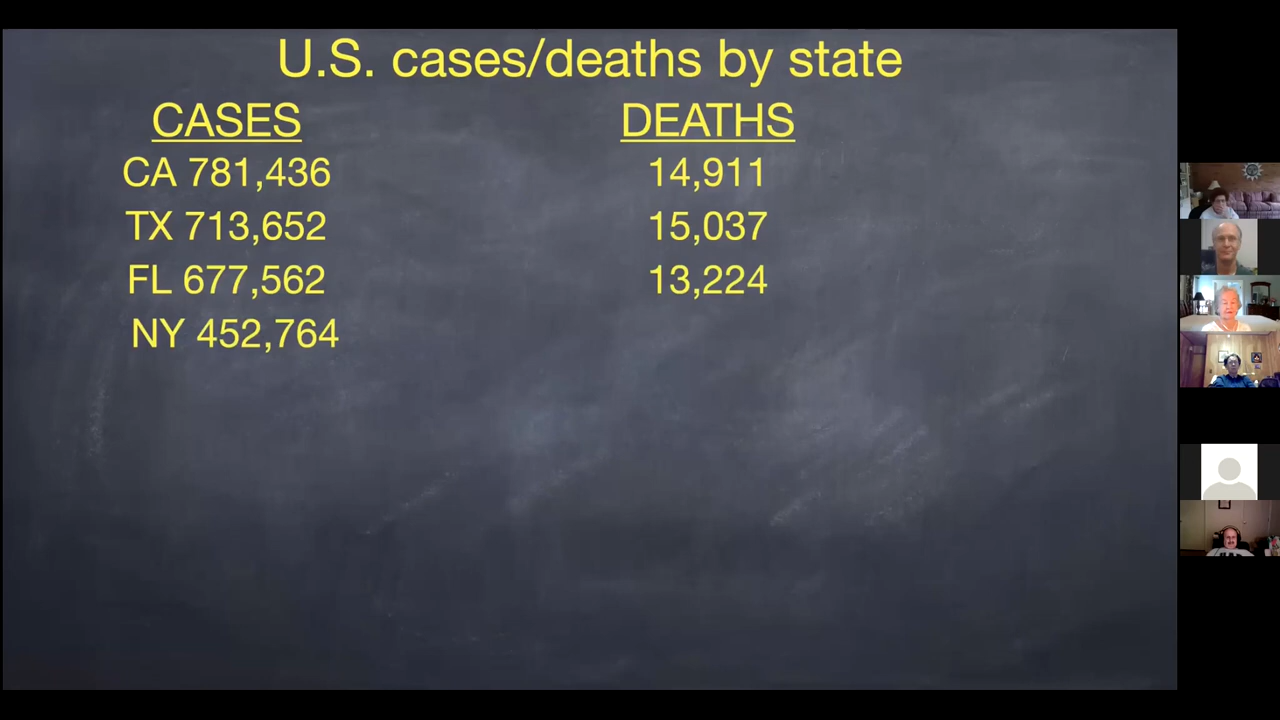 U.S. cases/deaths by state
CASES DEATHS
CA 781,436 14,911
TX 713,652 15,037
FL 677,562 13,224
NY 452,764